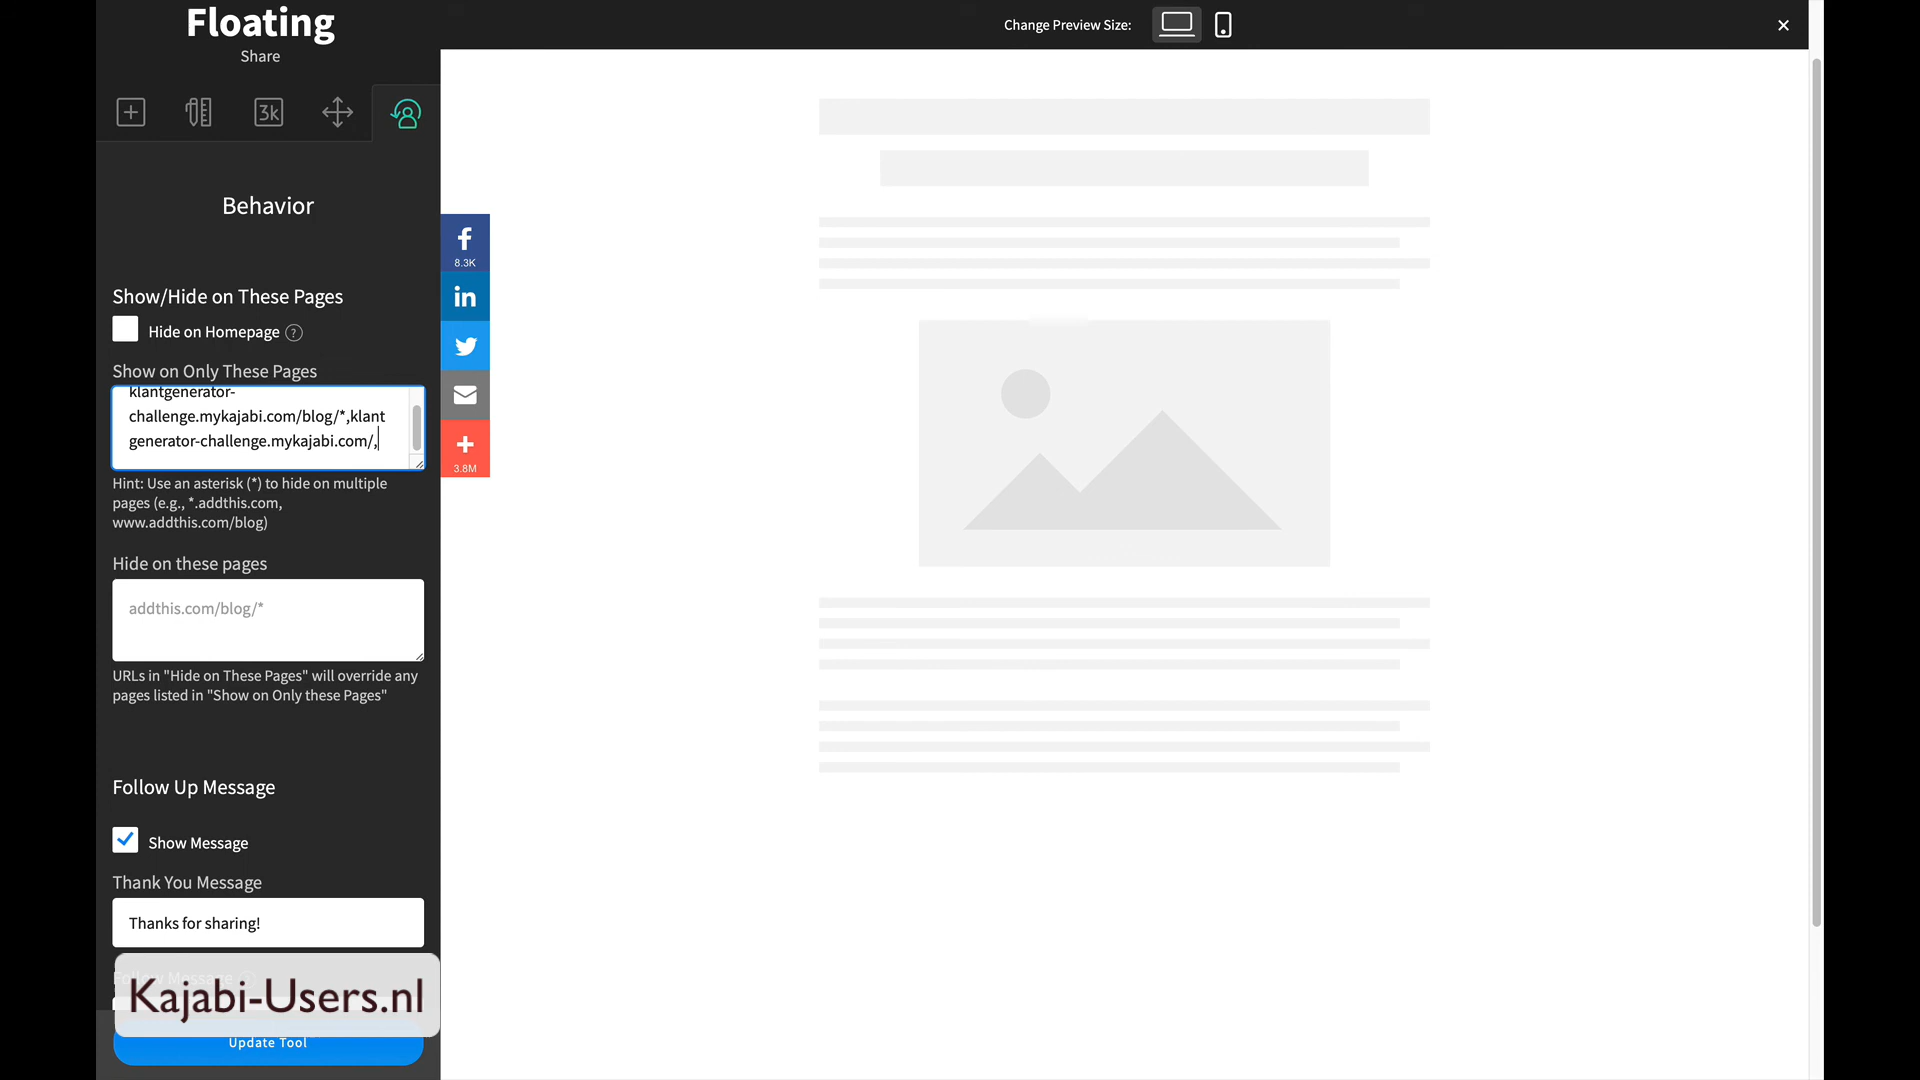 Floating
Share
Change Preview Size:
3k
Behavior
Show/Hide on These Pages
Hide on Homepage ?
Show on Only These Pages
klantgenerator-
challenge.mykajabi.com/blog/*,klant
generator-challenge.mykajabi.com/,
Hint: Use an asterisk (*) to hide on multiple
pages (e.g., *.addthis.com,
www.addthis.com/blog)
Hide on these pages
addthis.com/blog/*
URLs in "Hide on These Pages" will override any
pages listed in "Show on Only these Pages"
Follow Up Message
Show Message
Thank You Message
Thanks for sharing!
Follow Message
Kajabi-Users.nl
Update Tool
8.3K
in
3.8M